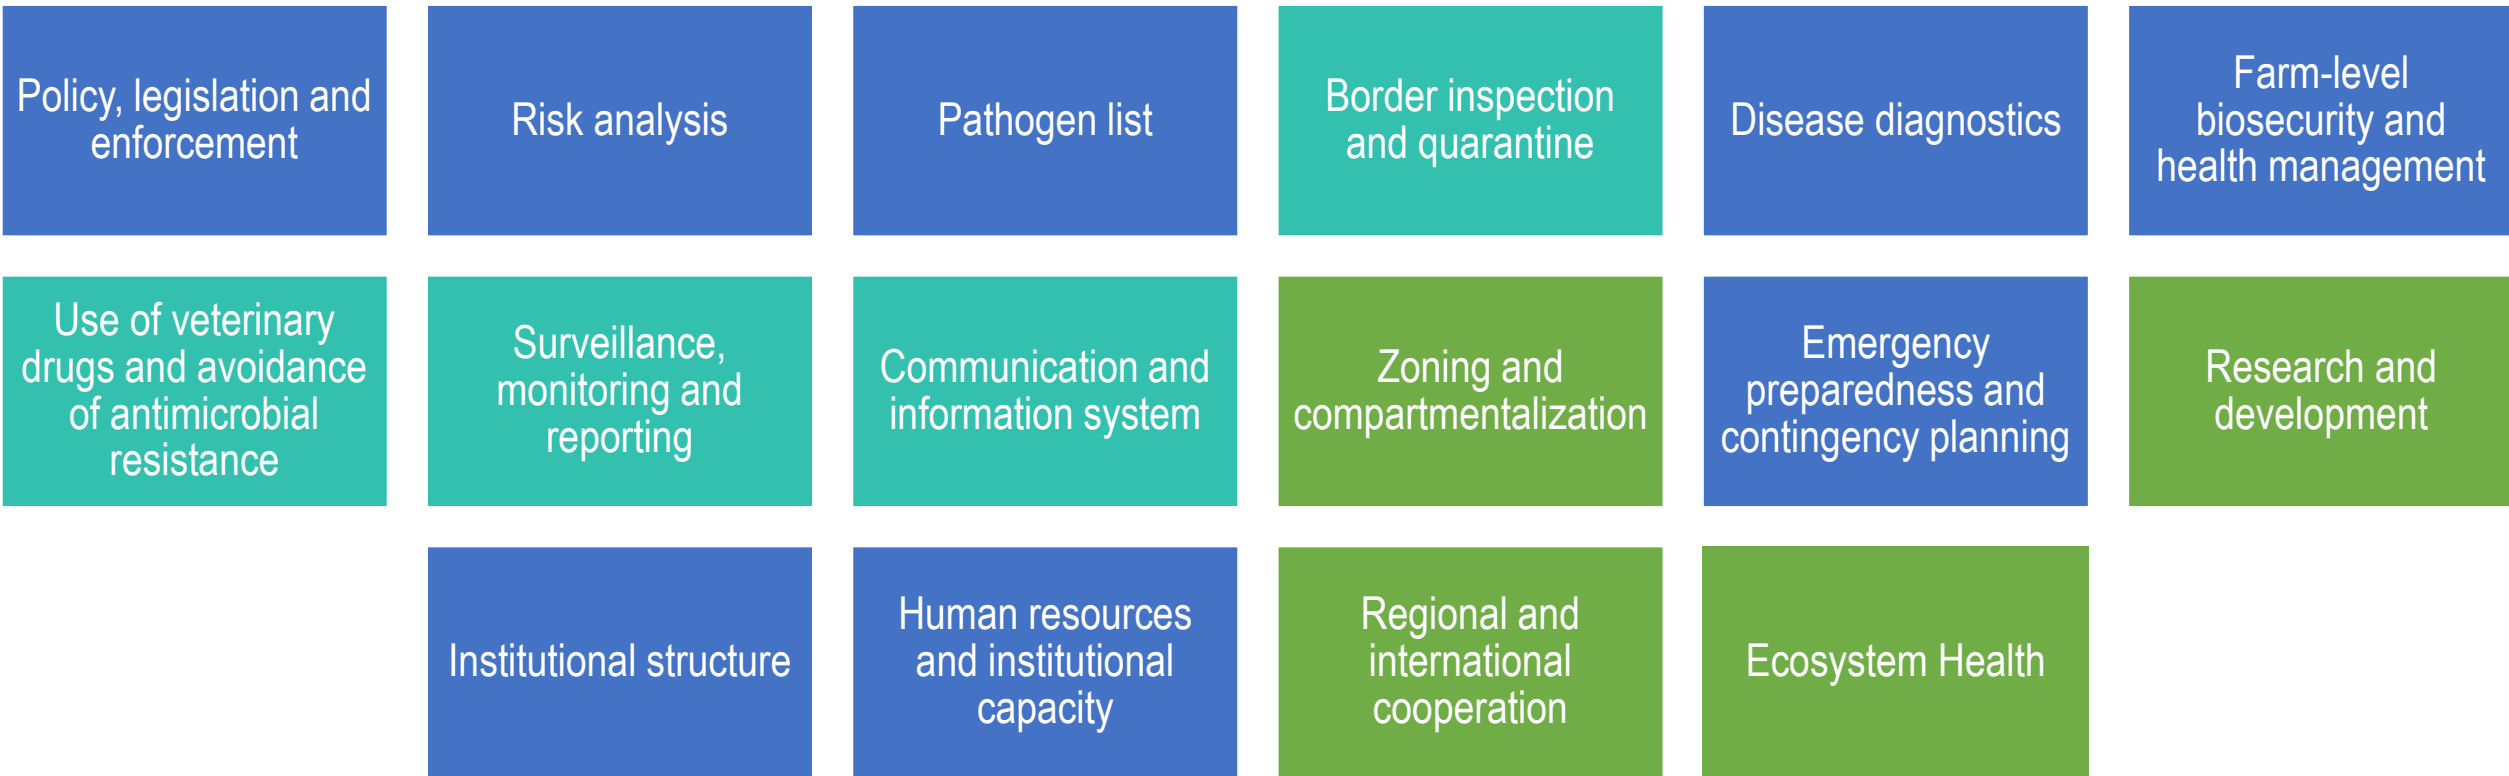 Policy, legislation and
enforcement
Risk analysis
Pathogen list
Border inspection
and quarantine
Disease diagnostics
Farm-level
biosecurity and
health management
Use of veterinary
drugs and avoidance
of antimicrobial
resistance
Surveillance,
monitoring and
reporting
Communication and
information system
Zoning and
compartmentalization
Emergency
preparedness and
contingency planning
Research and
development
Institutional structure
Human resources
and institutional
capacity
Regional and
international
cooperation
Ecosystem Health